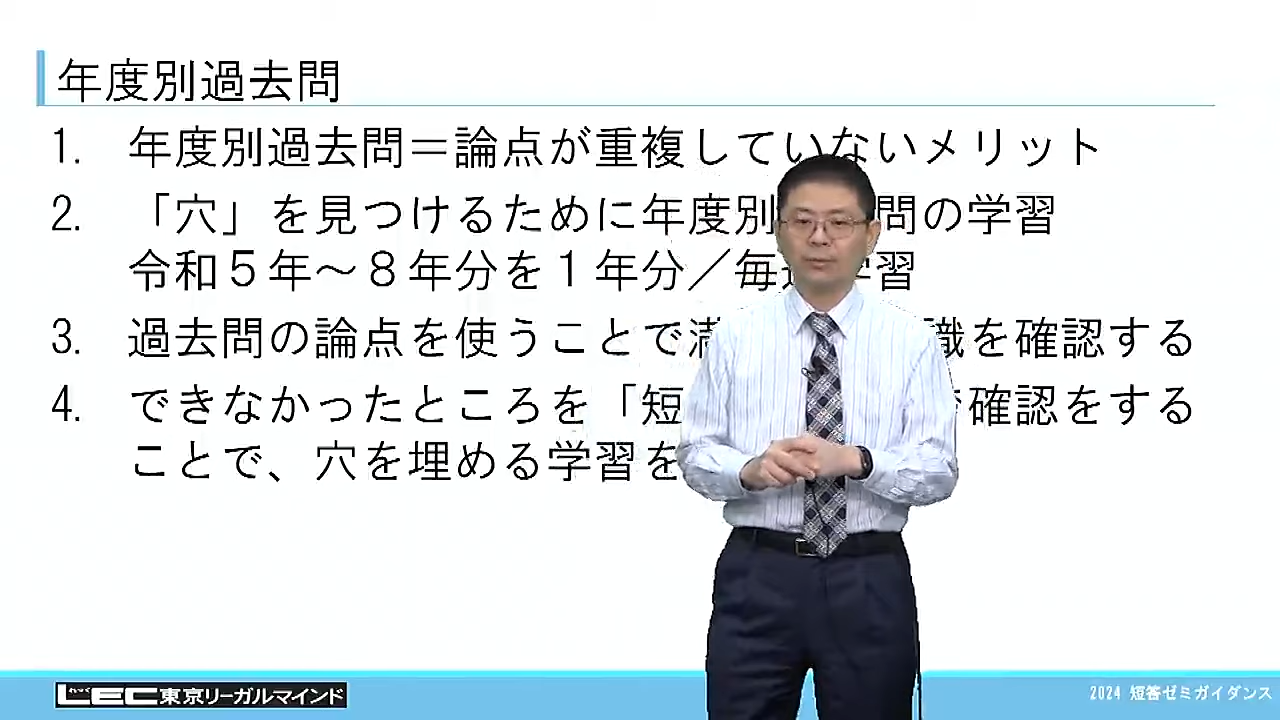 年度別過去問
1. 年度別過去問＝論点が重複していないメリット
2. 「穴」を見つけるために年度別 問の学習
令和５年～８年分を１年分／毎 学習
3. 過去問の論点を使うことで 識を確認する
4. できなかったところを「短 確認をする
ことで、穴を埋める学習を
LEC東京リーガルマインド
2024 短答ゼミガイダンス